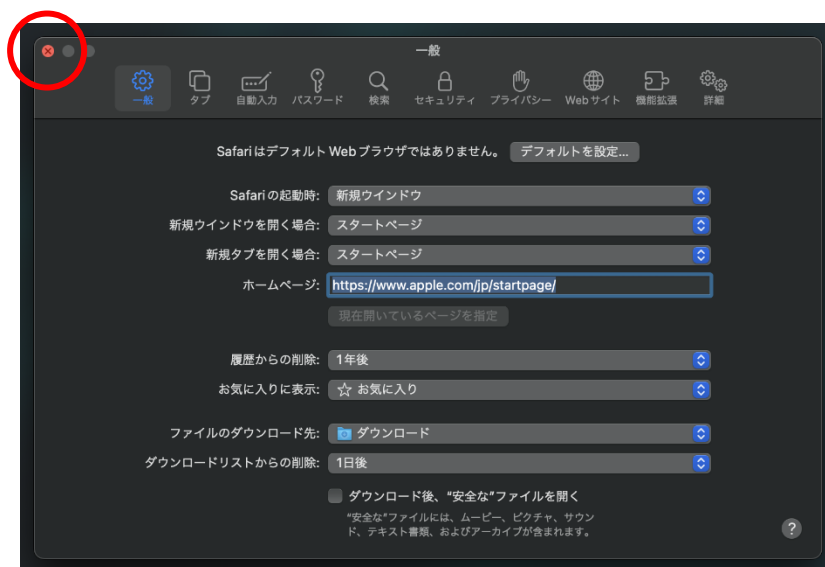 一般
一般 タブ 自動入力 パスワード 検索 セキュリティ プライバシー Webサイト 機能拡張 詳細
Safariはデフォルト Web ブラウザではありません。 デフォルトを設定...
Safari の起動時: 新規ウインドウ
新規ウインドウを開く場合: スタートページ
新規タブを開く場合: スタートページ
ホームページ: https://www.apple.com/jp/startpage/
現在開いているページを指定
履歴からの削除: 1年後
お気に入りに表示: ☆ お気に入り
ファイルのダウンロード先: ダウンロード
ダウンロードリストからの削除: 1日後
ダウンロード後、“安全な”ファイルを開く
“安全な”ファイルには、ムービー、ピクチャ、サウン
ド、テキスト書類、およびアーカイブが含まれます。
?